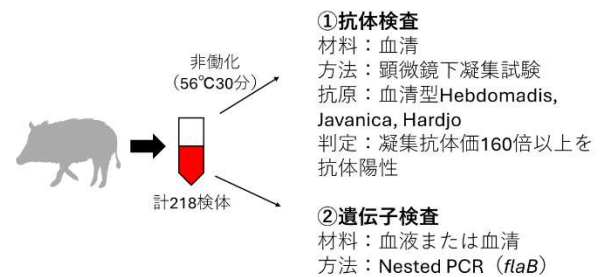 非働化
（56℃30分）
計218検体
①抗体検査
材料：血清
方法：顕微鏡下凝集試験
抗原：血清型Hebdomadis,
Javanica, Hardjo
判定：凝集抗体価160倍以上を
抗体陽性
②遺伝子検査
材料：血液または血清
方法：Nested PCR（flaB）